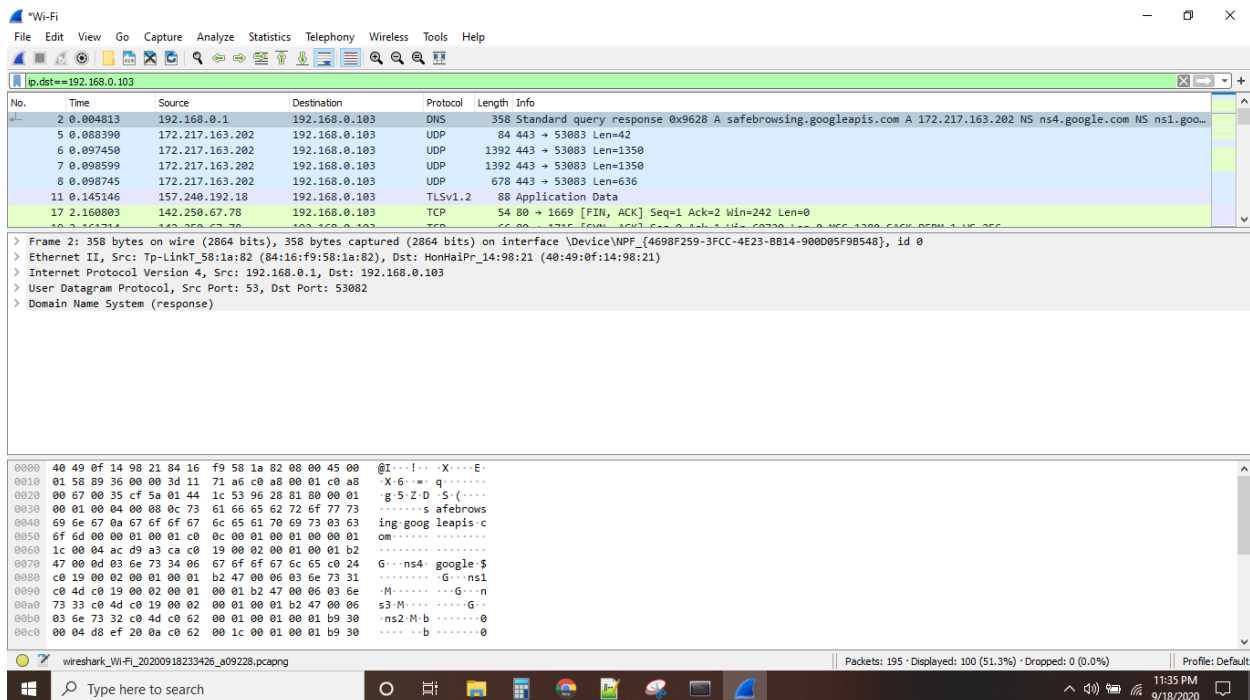 *Wi-Fi
File Edit View Go Capture Analyze Statistics Telephony Wireless Tools Help
ip.dst==192.168.0.103
No. Time Source Destination Protocol Length Info
2 0.004813 192.168.0.1 192.168.0.103 DNS 358 Standard query response 0x9628 A safebrowsing.googleapis.com A 172.217.163.202 NS ns4.google.com NS ns1.goo…
5 0.088390 172.217.163.202 192.168.0.103 UDP 84 443 → 53083 Len=42
6 0.097450 172.217.163.202 192.168.0.103 UDP 1392 443 → 53083 Len=1350
7 0.098599 172.217.163.202 192.168.0.103 UDP 1392 443 → 53083 Len=1350
8 0.098745 172.217.163.202 192.168.0.103 UDP 678 443 → 53083 Len=636
11 0.145146 157.240.192.18 192.168.0.103 TLSv1.2 88 Application Data
17 2.160803 142.250.67.78 192.168.0.103 TCP 54 80 → 1669 [FIN, ACK] Seq=1 Ack=2 Win=242 Len=0
Frame 2: 358 bytes on wire (2864 bits), 358 bytes captured (2864 bits) on interface \Device\NPF_{4698F259-3FCC-4E23-BB14-900D05F9B548}, id 0
Ethernet II, Src: Tp-LinkT_58:1a:82 (84:16:f9:58:1a:82), Dst: HonHaiPr_14:98:21 (40:49:0f:14:98:21)
Internet Protocol Version 4, Src: 192.168.0.1, Dst: 192.168.0.103
User Datagram Protocol, Src Port: 53, Dst Port: 53082
Domain Name System (response)
0000 40 49 0f 14 98 21 84 16 f9 58 1a 82 08 00 45 00 @I···!·· ·X····E·
0010 01 58 89 36 00 00 3d 11 71 a6 c0 a8 00 01 c0 a8 ·X·6··=· q·······
0020 00 67 00 35 cf 5a 01 44 1c 53 96 28 81 80 00 01 ·g·5·Z·D ·S·(····
0030 00 01 00 04 00 08 0c 73 61 66 65 62 72 6f 77 73 ·······s afebrows
0040 69 6e 67 0a 67 6f 6f 67 6c 65 61 70 69 73 03 63 ing·goog leapis·c
0050 6f 6d 00 00 01 00 01 c0 0c 00 01 00 01 00 00 01 om······ ········
0060 1c 00 04 ac d9 a3 ca c0 19 00 02 00 01 00 01 b2 ········ ········
0070 47 00 0d 03 6e 73 34 06 67 6f 6f 67 6c 65 c0 24 G···ns4· google·$
0080 c0 19 00 02 00 01 00 01 b2 47 00 06 03 6e 73 31 ········ ·G···ns1
0090 c0 4d c0 19 00 02 00 01 00 01 b2 47 00 06 03 6e ·M······ ···G···n
00a0 73 33 c0 4d c0 19 00 02 00 01 00 01 b2 47 00 06 s3·M···· ·····G··
00b0 03 6e 73 32 c0 4d c0 62 00 01 00 01 00 01 b9 30 ·ns2·M·b ·······0
00c0 00 04 d8 ef 20 0a c0 62 00 1c 00 01 00 01 b9 30 ···· ··b ·······0
wireshark_Wi-Fi_20200918233426_a09228.pcapng Packets: 195 · Displayed: 100 (51.3%) · Dropped: 0 (0.0%) Profile: Default
Type here to search
11:35 PM
9/18/2020